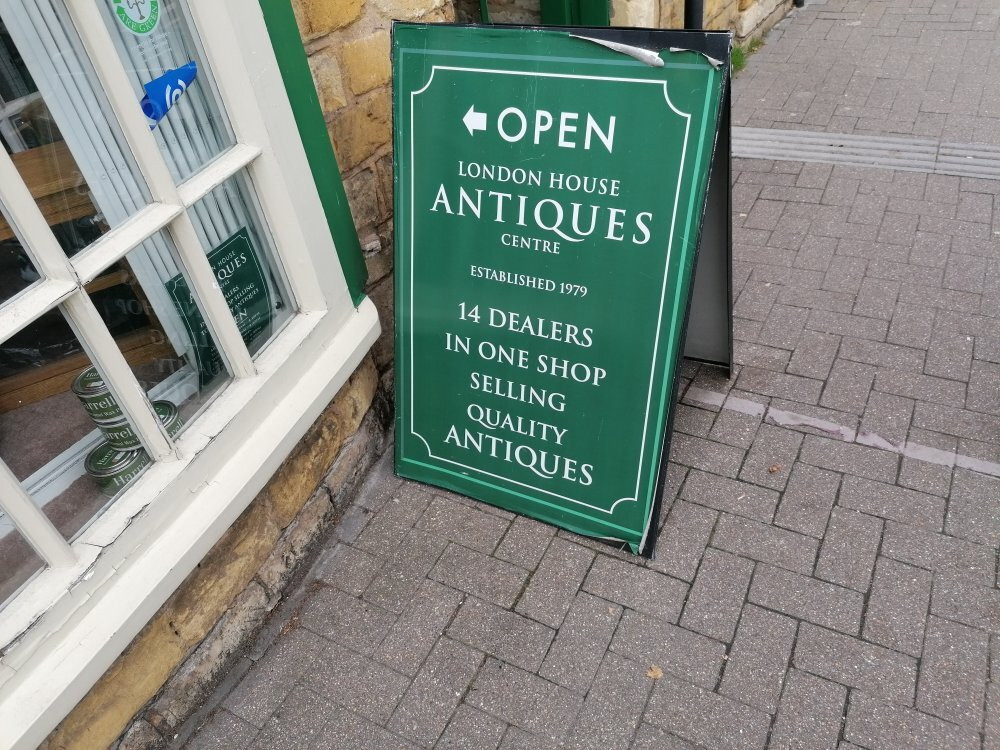 OPEN
LONDON HOUSE
ANTIQUES
CENTRE
ESTABLISHED 1979
14 DEALERS
IN ONE SHOP
SELLING
QUALITY
ANTIQUES